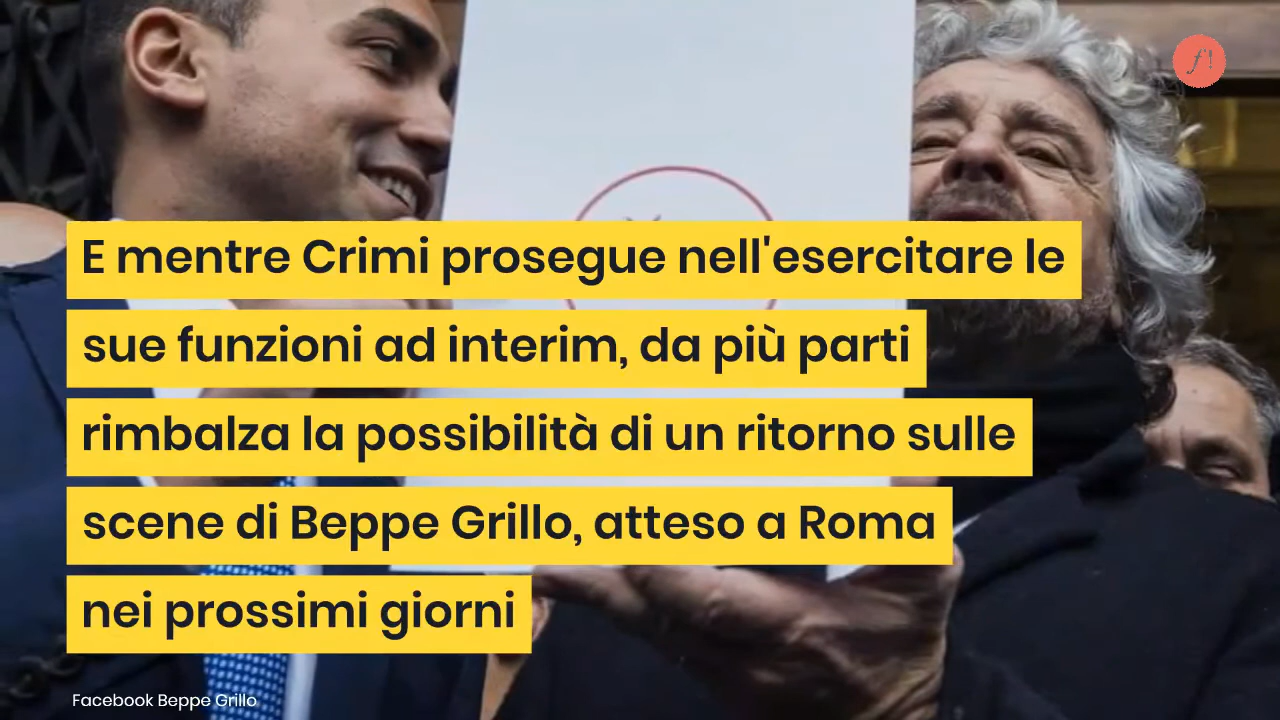 f!
E mentre Crimi prosegue nell'esercitare le
sue funzioni ad interim, da più parti
rimbalza la possibilità di un ritorno sulle
scene di Beppe Grillo, atteso a Roma
nei prossimi giorni
Facebook Beppe Grillo